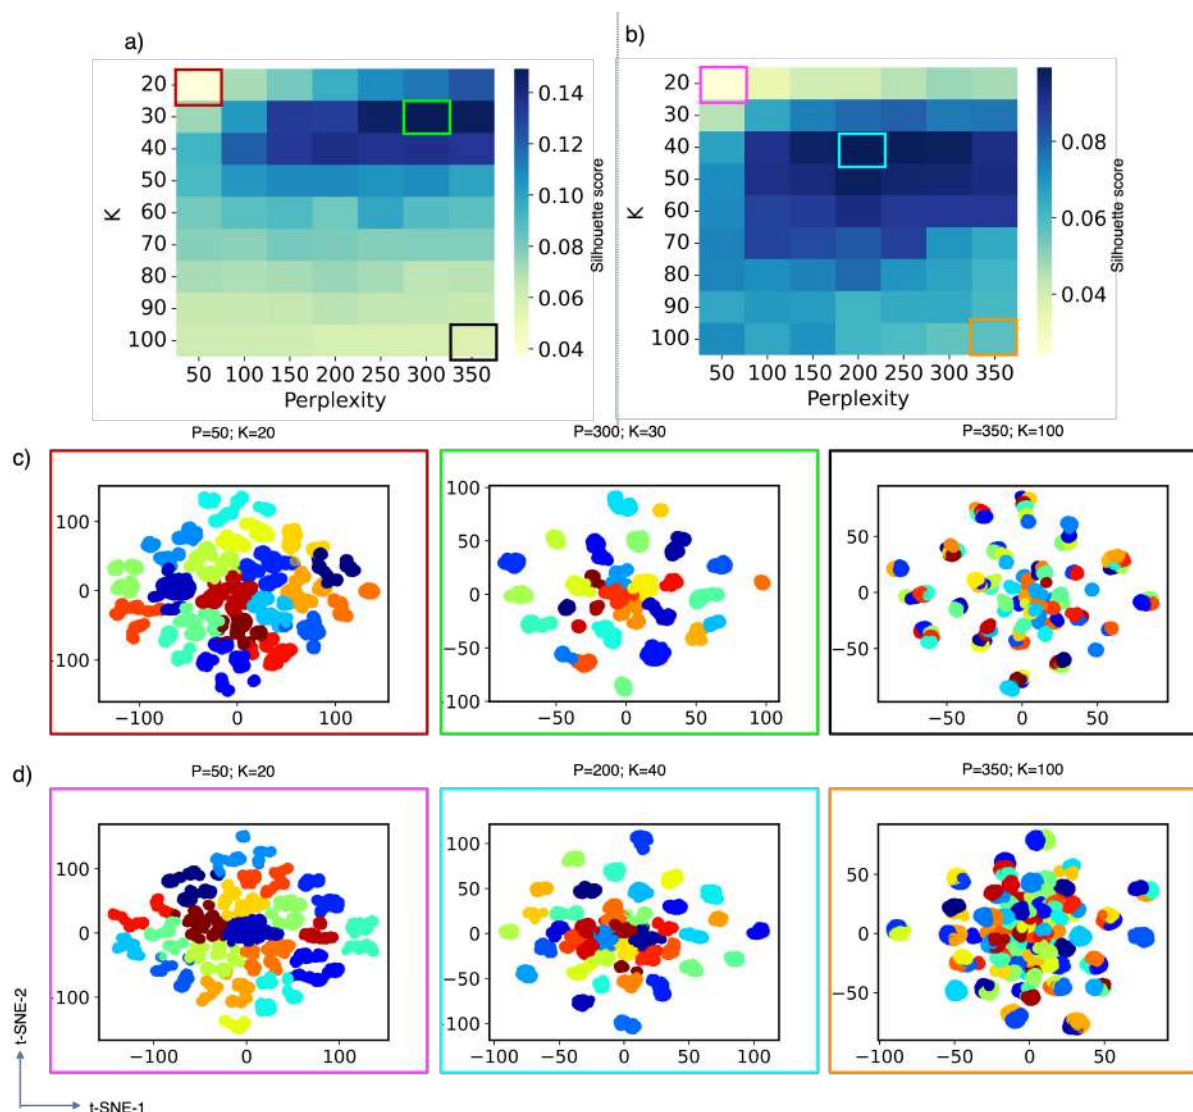 a)
b)
20
30
40
50
60
70
80
90
100
K
50 100 150 200 250 300 350
Perplexity
0.14
0.12
0.10
0.08
0.06
0.04
Silhouette score
20
30
40
50
60
70
80
90
100
K
50 100 150 200 250 300 350
Perplexity
0.08
0.06
0.04
Silhouette score
c)
P=50; K=20
P=300; K=30
P=350; K=100
100
0
-100
−100 0 100
100
50
0
−50
100
−50 0 50 100
50
0
−50
−50 0 50
d)
P=50; K=20
P=200; K=40
P=350; K=100
100
0
-100
−100 0 100
100
50
0
−50
-100
−100 −50 0 50 100
50
0
−50
−100 −50 0 50
t-SNE-2
t-SNE-1